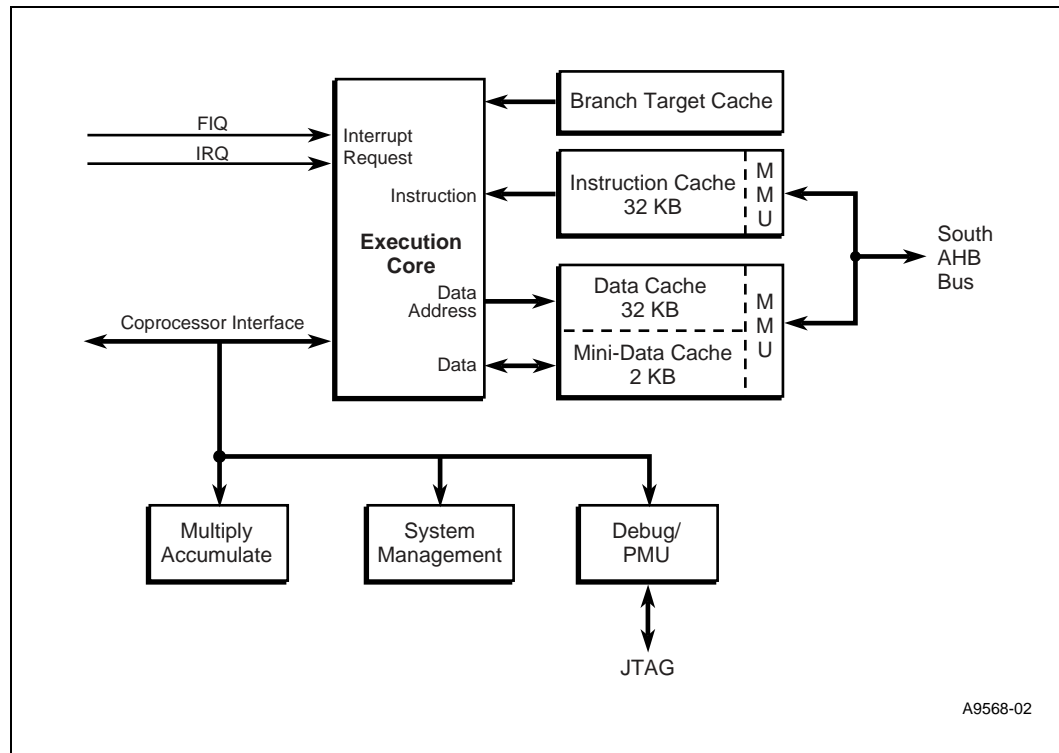 FIQ
IRQ
Interrupt
Request
Instruction
Execution
Core
Data
Address
Data
Coprocessor Interface
Branch Target Cache
Instruction Cache
32 KB
M
M
U
Data Cache
32 KB
Mini-Data Cache
2 KB
M
M
U
South
AHB
Bus
Multiply
Accumulate
System
Management
Debug/
PMU
JTAG
A9568-02